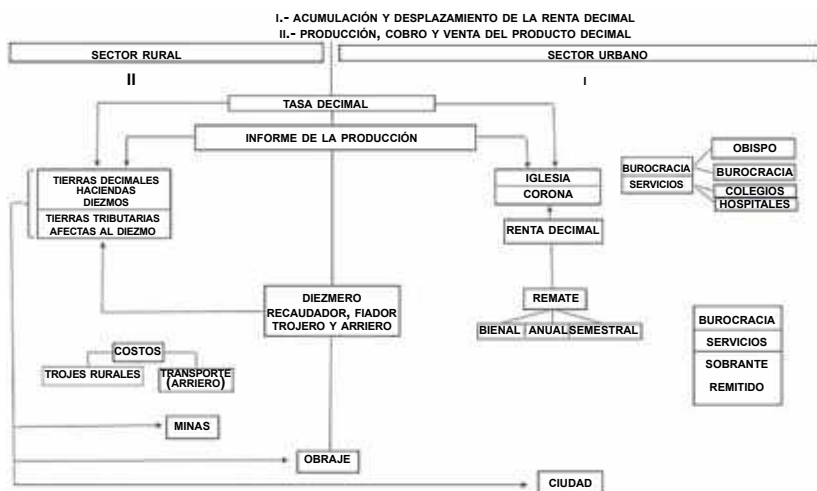 I.- ACUMULACIÓN Y DESPLAZAMIENTO DE LA RENTA DECIMAL
II.- PRODUCCIÓN, COBRO Y VENTA DEL PRODUCTO DECIMAL
SECTOR RURAL
SECTOR URBANO
II
I
TASA DECIMAL
INFORME DE LA PRODUCCIÓN
TIERRAS DECIMALES
HACIENDAS
DIEZMOS
TIERRAS TRIBUTARIAS
AFECTAS AL DIEZMO
IGLESIA
CORONA
BUROCRACIA
SERVICIOS
OBISPO
BUROCRACIA
COLEGIOS
HOSPITALES
RENTA DECIMAL
DIEZMERO
RECAUDADOR, FIADOR
TROJERO Y ARRIERO
REMATE
BIENAL ANUAL SEMESTRAL
BUROCRACIA
SERVICIOS
SOBRANTE
REMITIDO
COSTOS
TROJES RURALES
TRANSPORTE
(ARRIERO)
MINAS
OBRAJE
CIUDAD